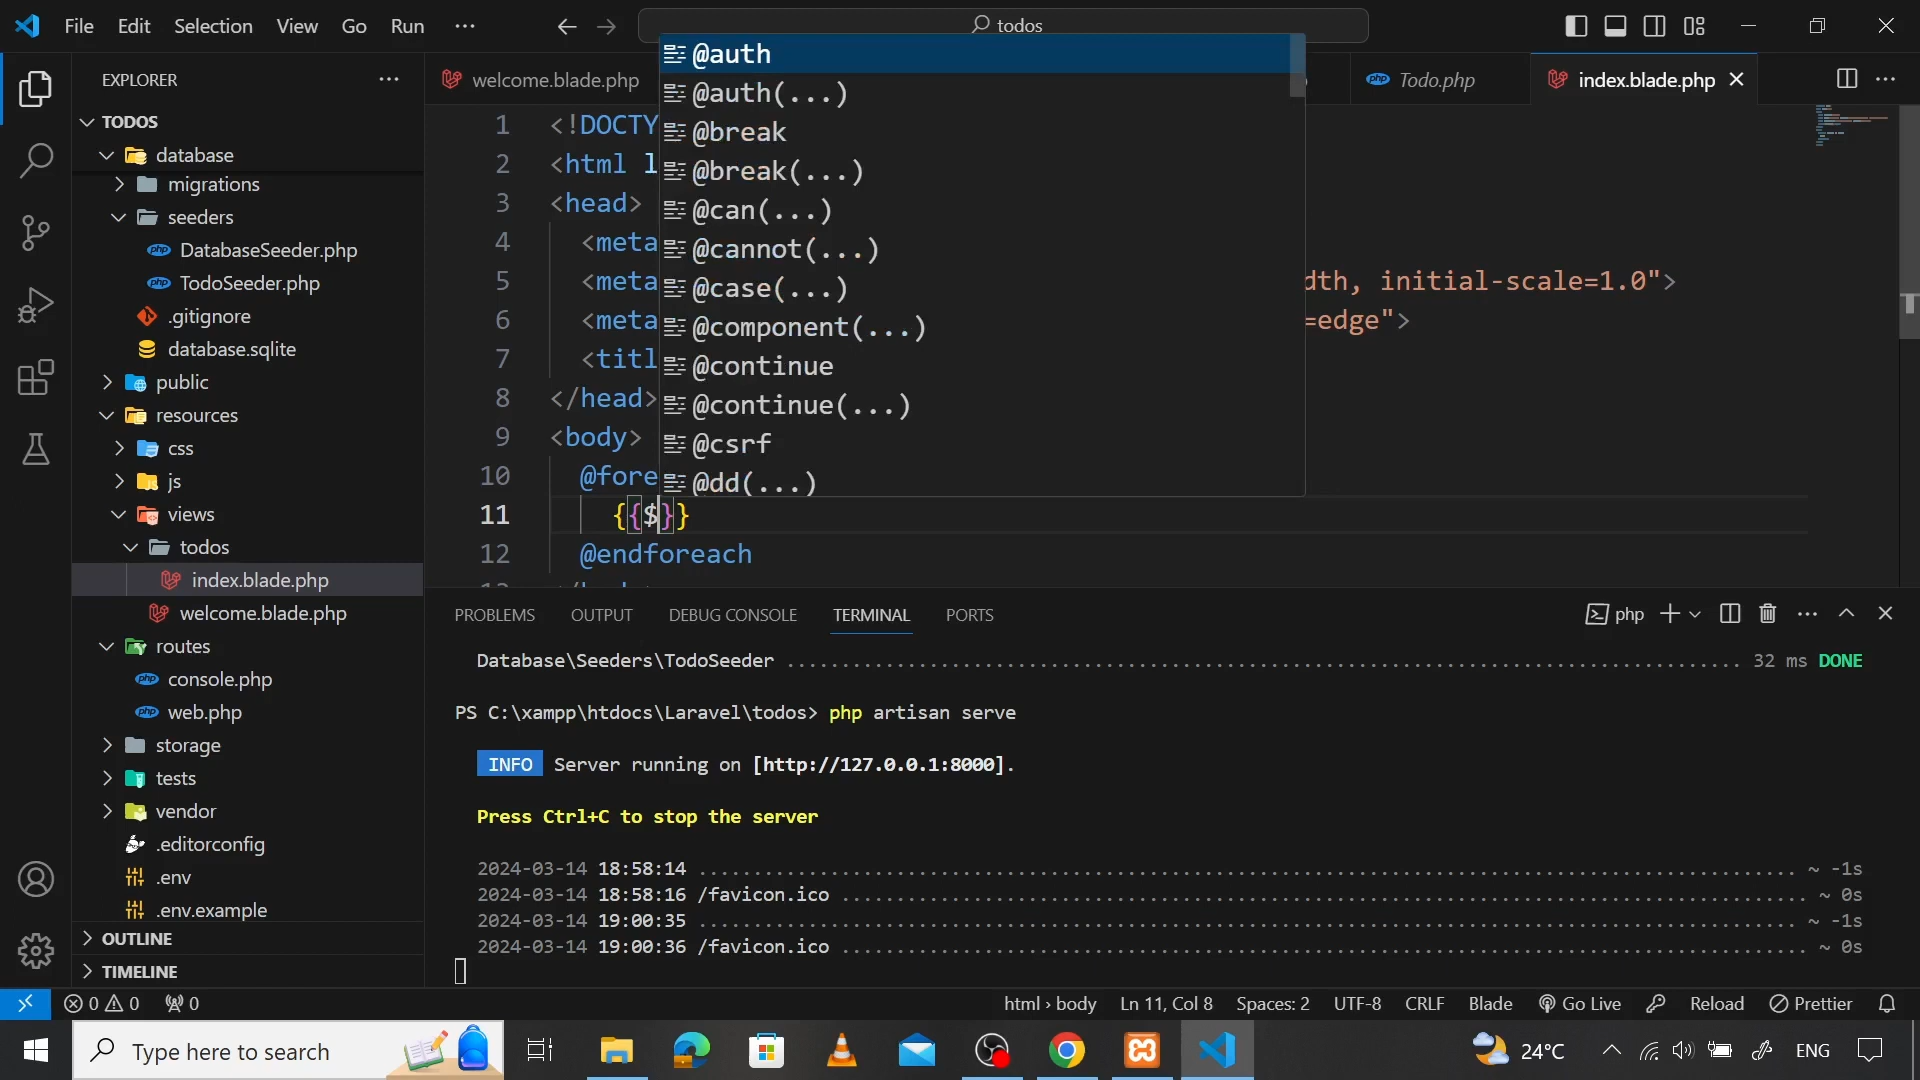 File Edit Selection View Go Run ··· todos
EXPLORER
TODOS
database
migrations
seeders
DatabaseSeeder.php
TodoSeeder.php
.gitignore
database.sqlite
public
resources
css
js
views
todos
index.blade.php
welcome.blade.php
routes
console.php
web.php
storage
tests
vendor
.editorconfig
.env
.env.example
OUTLINE
TIMELINE
welcome.blade.php Todo.php index.blade.php
@auth
@auth(...)
@break
@break(...)
@can(...)
@cannot(...)
@case(...)
@component(...)
@continue
@continue(...)
@csrf
@dd(...)
1 <!DOCTY
2 <html l
3 <head>
4 <meta
5 <meta dth, initial-scale=1.0">
6 <meta =edge">
7 <titl
8 </head>
9 <body>
10 @fore
11 {{$}}
12 @endforeach
PROBLEMS OUTPUT DEBUG CONSOLE TERMINAL PORTS php
Database\Seeders\TodoSeeder ........ 32 ms DONE
PS C:\xampp\htdocs\Laravel\todos> php artisan serve
INFO Server running on [http://127.0.0.1:8000].
Press Ctrl+C to stop the server
2024-03-14 18:58:14 ........ ~ -1s
2024-03-14 18:58:16 /favicon.ico ........ ~ 0s
2024-03-14 19:00:35 ........ ~ -1s
2024-03-14 19:00:36 /favicon.ico ........ ~ 0s
0 0 0 html › body Ln 11, Col 8 Spaces: 2 UTF-8 CRLF Blade Go Live Reload Prettier
Type here to search 24°C ENG